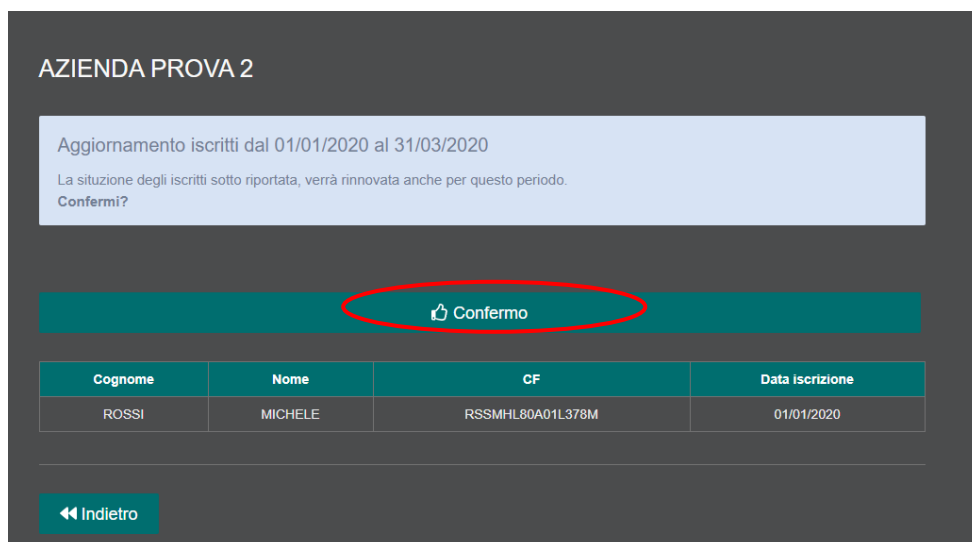 AZIENDA PROVA 2
Aggiornamento iscritti dal 01/01/2020 al 31/03/2020
La situzione degli iscritti sotto riportata, verrà rinnovata anche per questo periodo.
Confermi?
Confermo
Cognome Nome CF Data iscrizione
ROSSI MICHELE RSSMHL80A01L378M 01/01/2020
Indietro